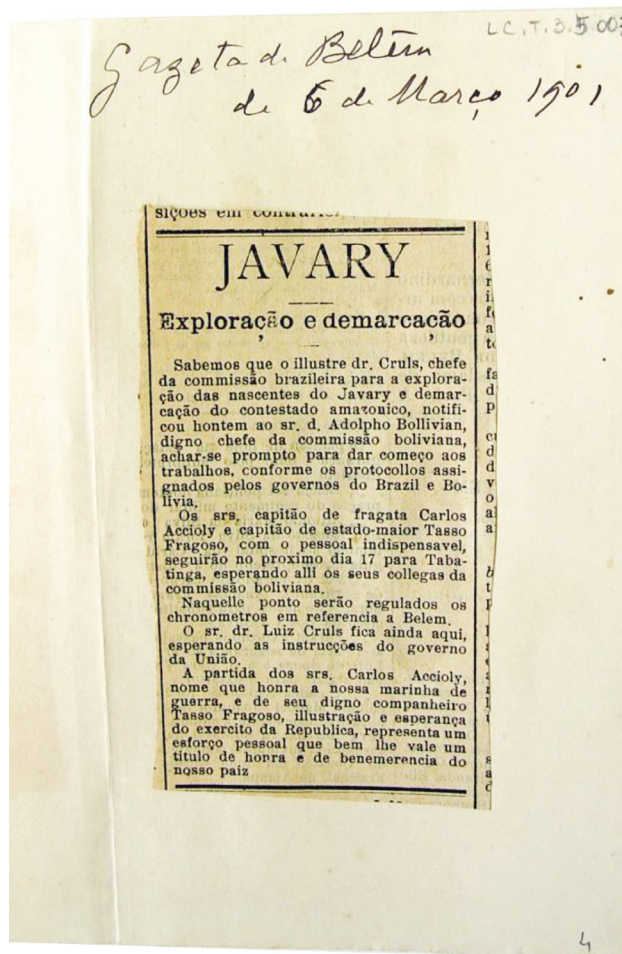 LC.T.3.5.003
Gazeta de Belém
de 6 de Março 1901
sições em contrario.
JAVARY
Exploração e demarcação
Sabemos que o illustre dr. Cruls, chefe
da commissão brazileira para a explora-
ção das nascentes do Javary e demar-
cação do contestado amazonico, notifi-
cou hontem ao sr. d. Adolpho Bollivian,
digno chefe da commissão boliviana,
achar-se prompto para dar começo aos
trabalhos, conforme os protocollos assi-
gnados pelos governos do Brazil e Bo-
livia.
Os srs. capitão de fragata Carlos
Accioly e capitão de estado-maior Tasso
Fragoso, com o pessoal indispensavel,
seguirão no proximo dia 17 para Taba-
tinga, esperando alli os seus collegas da
commissão boliviana.
Naquelle ponto serão regulados os
chronometros em referencia a Belem.
O sr. dr. Luiz Cruls fica ainda aqui,
esperando as instrucções do governo
da União.
A partida dos srs. Carlos Accioly,
nome que honra a nossa marinha de
guerra, e de seu digno companheiro
Tasso Fragoso, illustração e esperança
do exercito da Republica, representa um
esforço pessoal que bem lhe vale um
titulo de honra e de benemerencia do
nosso paiz
4